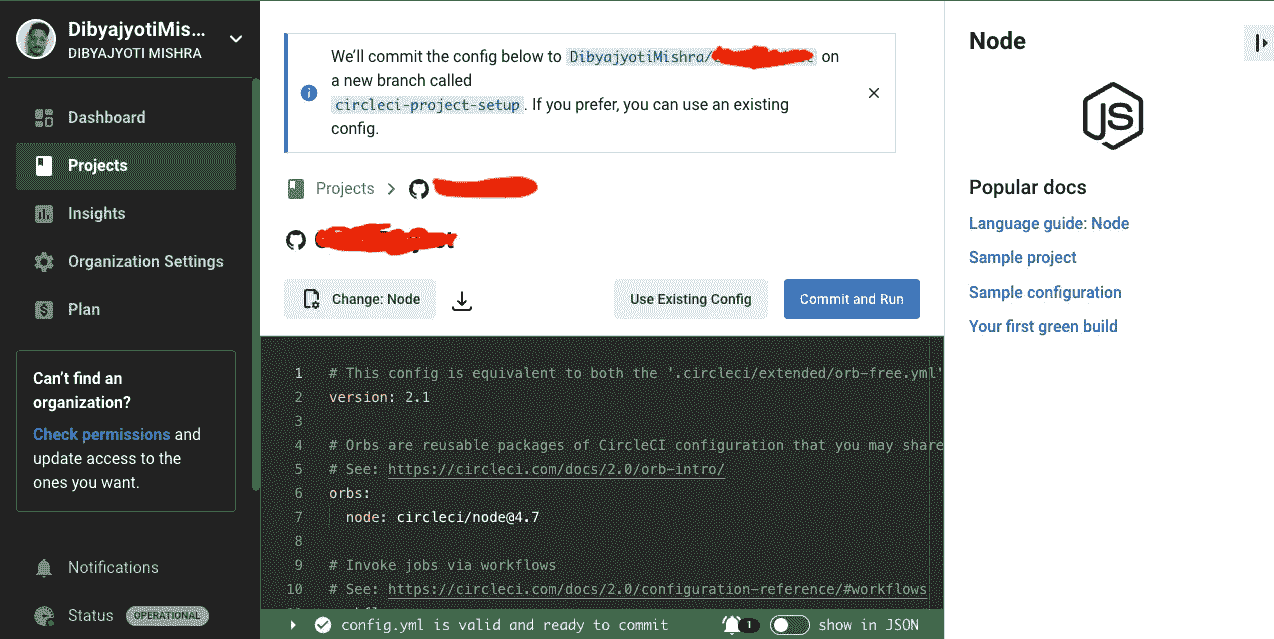 DibyajyotiMis...
DIBYAJYOTI MISHRA
Dashboard
Projects
Insights
Organization Settings
Plan
Can't find an
organization?
Check permissions and
update access to the
ones you want.
Notifications
Status OPERATIONAL
We'll commit the config below to DibyajyotiMishra/ on
a new branch called
circleci-project-setup. If you prefer, you can use an existing
config.
Projects
Change: Node
Use Existing Config
Commit and Run
1 # This config is equivalent to both the '.circleci/extended/orb-free.yml'
2 version: 2.1
3
4 # Orbs are reusable packages of CircleCI configuration that you may share
5 # See: https://circleci.com/docs/2.0/orb-intro/
6 orbs:
7 node: circleci/node@4.7
8
9 # Invoke jobs via workflows
10 # See: https://circleci.com/docs/2.0/configuration-reference/#workflows
config.yml is valid and ready to commit
1
show in JSON
Node
JS
Popular docs
Language guide: Node
Sample project
Sample configuration
Your first green build